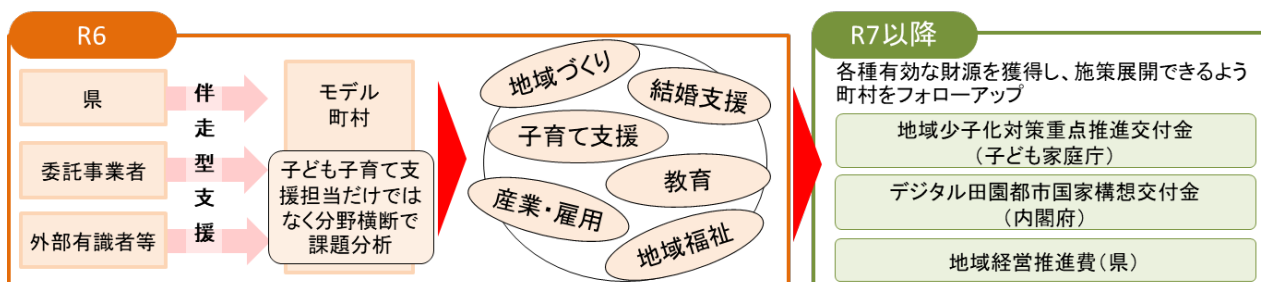 R6
県
委託事業者
外部有識者等
伴走型支援
モデル
町村
子ども子育て支
援担当だけでは
なく分野横断で
課題分析
地域づくり
結婚支援
子育て支援
教育
産業・雇用
地域福祉
R7以降
各種有効な財源を獲得し、施策展開できるよう
町村をフォローアップ
地域少子化対策重点推進交付金
（子ども家庭庁）
デジタル田園都市国家構想交付金
（内閣府）
地域経営推進費（県）